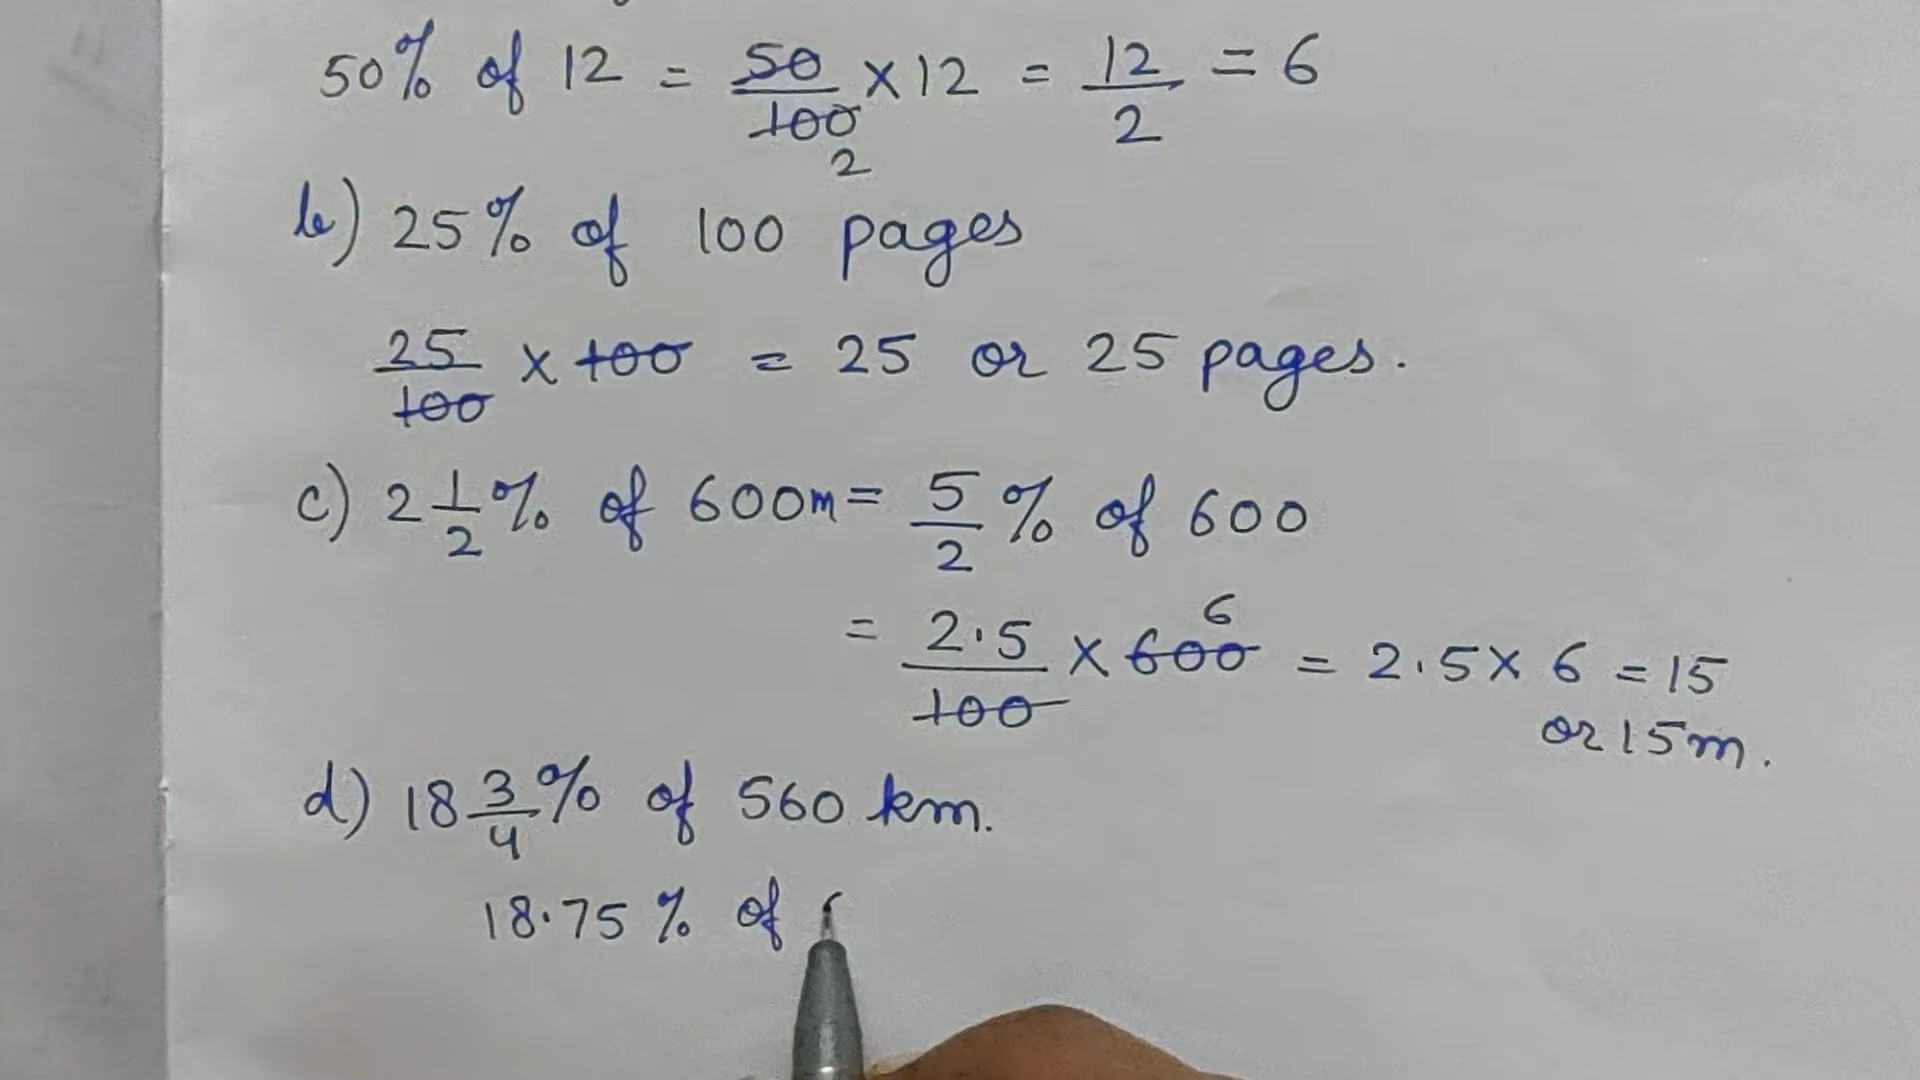 50% of 12 = 50/100 2 × 12 = 12/2 = 6
b) 25% of 100 pages
25/100 × 100 = 25 or 25 pages.
c) 2 1/2 % of 600m = 5/2 % of 600
= 2.5/100 × 600 6 = 2.5 × 6 = 15
or 15m.
d) 18 3/4 % of 560 km.
18.75 % of